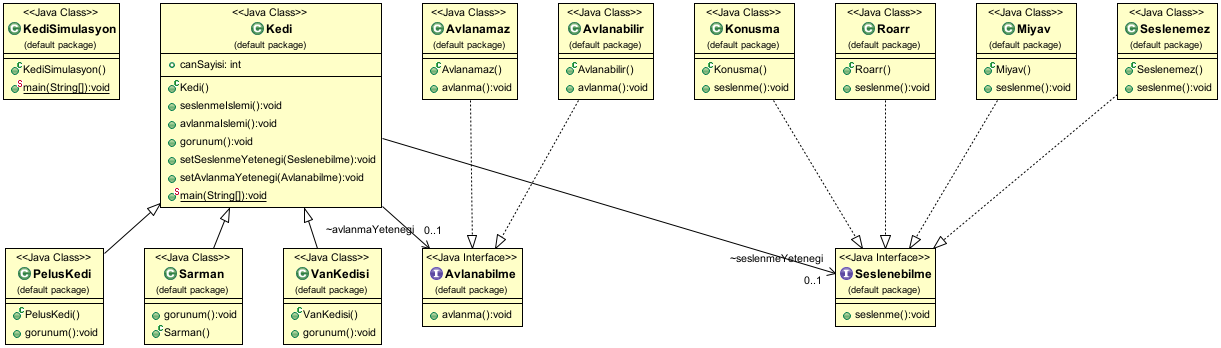 <<Java Class>>
KediSimulasyon
(default package)
KediSimulasyon()
main(String[]):void
<<Java Class>>
Kedi
(default package)
canSayisi: int
Kedi()
seslenmeIslemi():void
avlanmaIslemi():void
gorunum():void
setSeslenmeYetenegi(Seslenebilme):void
setAvlanmaYetenegi(Avlanabilme):void
main(String[]):void
<<Java Class>>
Avlanamaz
(default package)
Avlanamaz()
avlanma():void
<<Java Class>>
Avlanabilir
(default package)
Avlanabilir()
avlanma():void
<<Java Class>>
Konusma
(default package)
Konusma()
seslenme():void
<<Java Class>>
Roarr
(default package)
Roarr()
seslenme():void
<<Java Class>>
Miyav
(default package)
Miyav()
seslenme():void
<<Java Class>>
Seslenemez
(default package)
Seslenemez()
seslenme():void
~avlanmaYetenegi
0..1
~seslenmeYetenegi
0..1
<<Java Class>>
PelusKedi
(default package)
PelusKedi()
gorunum():void
<<Java Class>>
Sarman
(default package)
gorunum():void
Sarman()
<<Java Class>>
VanKedisi
(default package)
VanKedisi()
gorunum():void
<<Java Interface>>
Avlanabilme
(default package)
avlanma():void
<<Java Interface>>
Seslenebilme
(default package)
seslenme():void